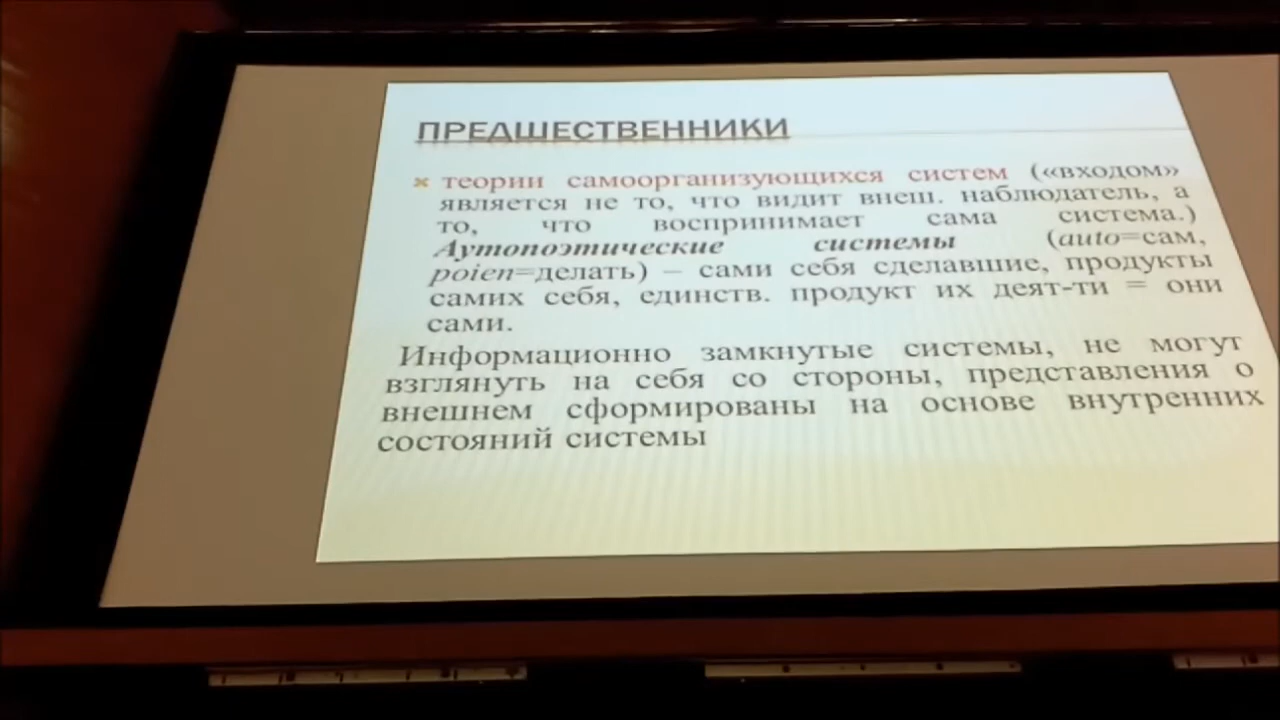 ПРЕДШЕСТВЕННИКИ
теории самоорганизующихся систем («входом»
является не то, что видит внеш. наблюдатель, а
то, что воспринимает сама система.)
Аутопоэтические системы (auto=сам,
poien=делать) – сами себя сделавшие, продукты
самих себя, единств. продукт их деят-ти = они
сами.
Информационно замкнутые системы, не могут
взглянуть на себя со стороны, представления о
внешнем сформированы на основе внутренних
состояний системы